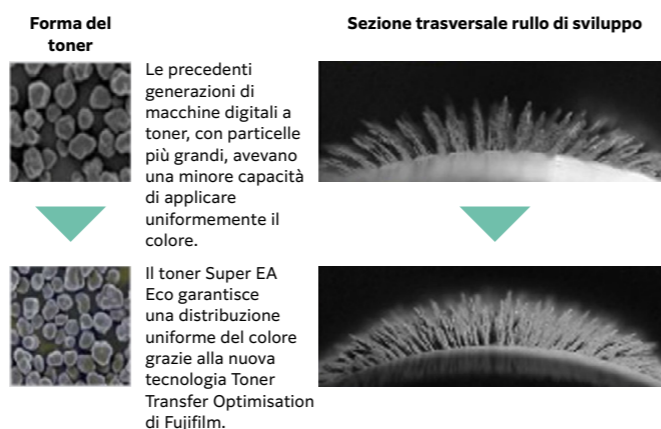 Forma del
toner
Sezione trasversale rullo di sviluppo
Le precedenti
generazioni di
macchine digitali a
toner, con particelle
più grandi, avevano
una minore capacità
di applicare
uniformemente il
colore.
Il toner Super EA
Eco garantisce
una distribuzione
uniforme del colore
grazie alla nuova
tecnologia Toner
Transfer Optimisation
di Fujifilm.